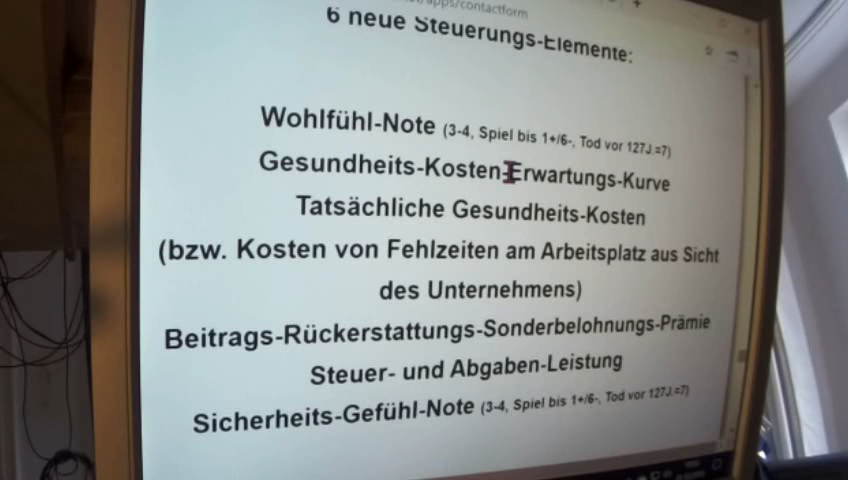 apps/contactform
6 neue Steuerungs-Elemente:
Wohlfühl-Note (3-4, Spiel bis 1+/6-, Tod vor 127J.=7)
Gesundheits-Kosten-Erwartungs-Kurve
Tatsächliche Gesundheits-Kosten
(bzw. Kosten von Fehlzeiten am Arbeitsplatz aus Sicht
des Unternehmens)
Beitrags-Rückerstattungs-Sonderbelohnungs-Prämie
Steuer- und Abgaben-Leistung
Sicherheits-Gefühl-Note (3-4, Spiel bis 1+/6-, Tod vor 127J.=7)